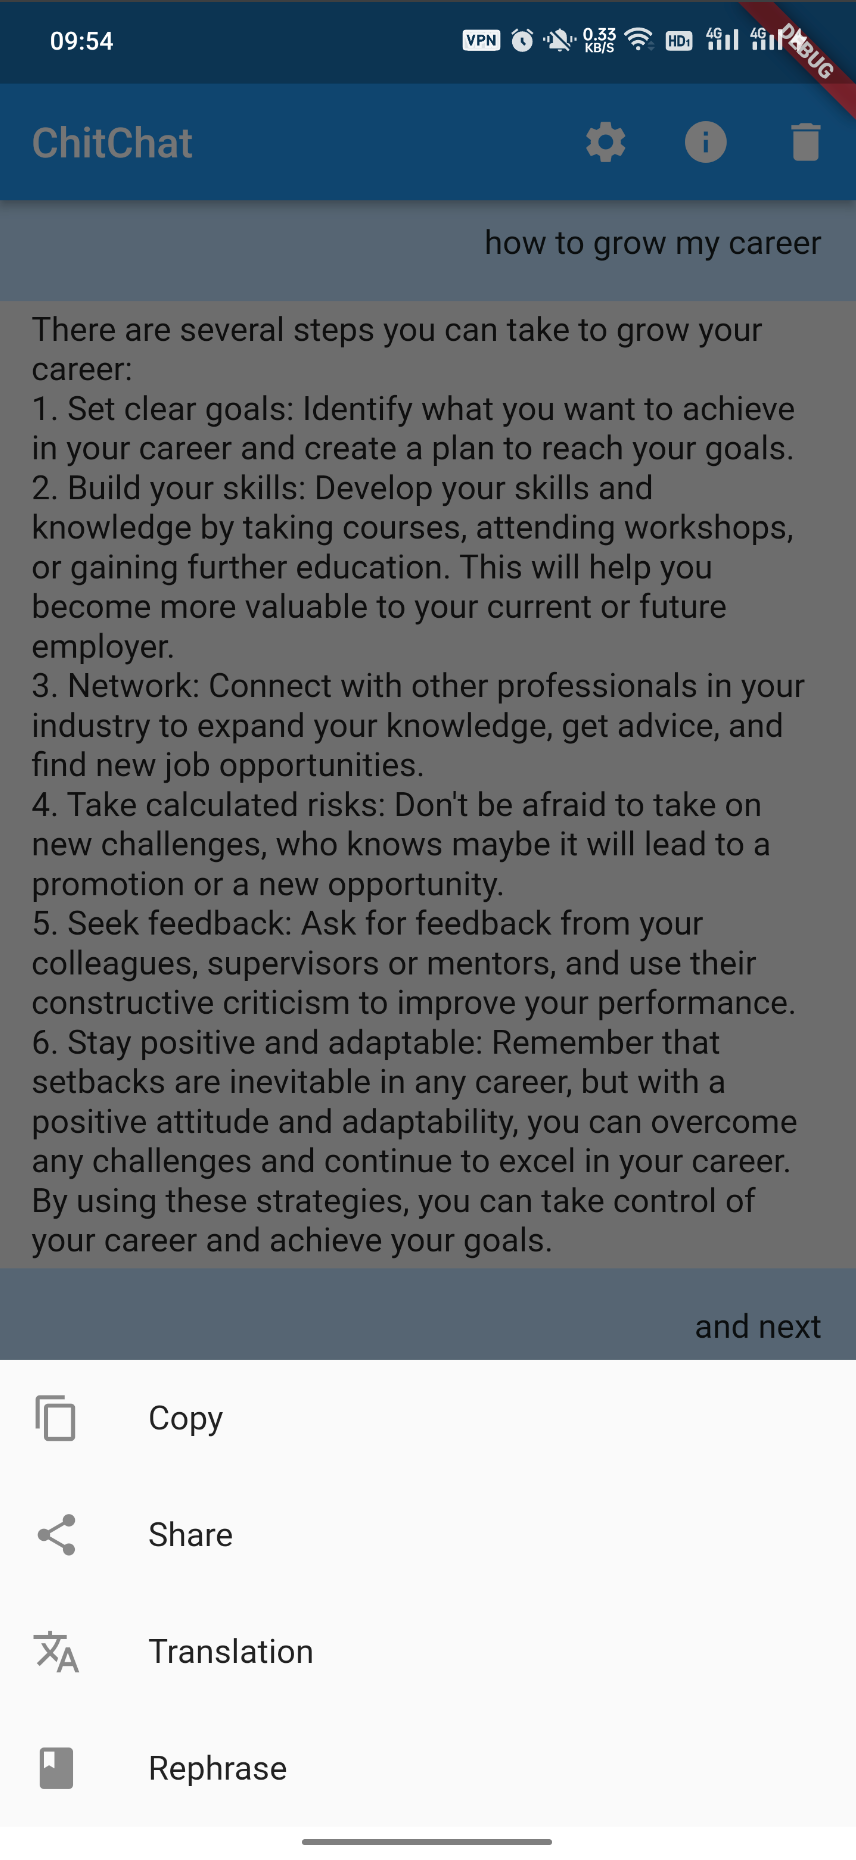 09:54
VPN
0.33
KB/S
HD1
4G
4G
DEBUG
ChitChat
how to grow my career
There are several steps you can take to grow your
career:
1. Set clear goals: Identify what you want to achieve
in your career and create a plan to reach your goals.
2. Build your skills: Develop your skills and
knowledge by taking courses, attending workshops,
or gaining further education. This will help you
become more valuable to your current or future
employer.
3. Network: Connect with other professionals in your
industry to expand your knowledge, get advice, and
find new job opportunities.
4. Take calculated risks: Don't be afraid to take on
new challenges, who knows maybe it will lead to a
promotion or a new opportunity.
5. Seek feedback: Ask for feedback from your
colleagues, supervisors or mentors, and use their
constructive criticism to improve your performance.
6. Stay positive and adaptable: Remember that
setbacks are inevitable in any career, but with a
positive attitude and adaptability, you can overcome
any challenges and continue to excel in your career.
By using these strategies, you can take control of
your career and achieve your goals.
and next
Copy
Share
Translation
Rephrase